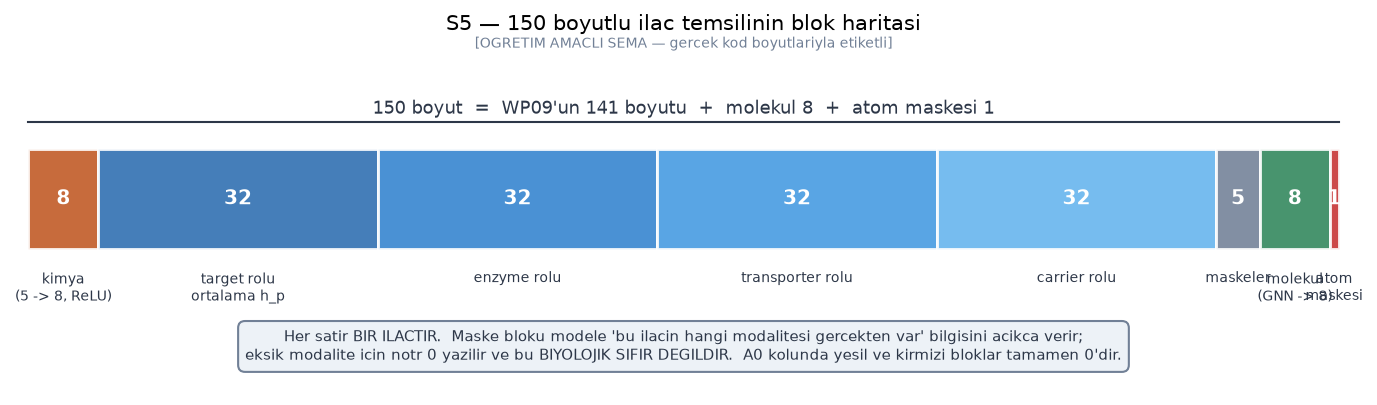 S5 — 150 boyutlu ilac temsilinin blok haritasi
[OGRETIM AMACLI SEMA — gercek kod boyutlariyla etiketli]
150 boyut = WP09'un 141 boyutu + molekul 8 + atom maskesi 1
8 32 32 32 32 5 8 1
kimya
(5 -> 8, ReLU)
target rolu
ortalama h_p
enzyme rolu
transporter rolu
carrier rolu
maskeler
molekul
(GNN -> 8)
atom
maskesi
Her satir BIR ILACTIR. Maske bloku modele 'bu ilacin hangi modalitesi gercekten var' bilgisini acikca verir;
eksik modalite icin notr 0 yazilir ve bu BIYOLOJIK SIFIR DEGILDIR. A0 kolunda yesil ve kirmizi bloklar tamamen 0'dir.